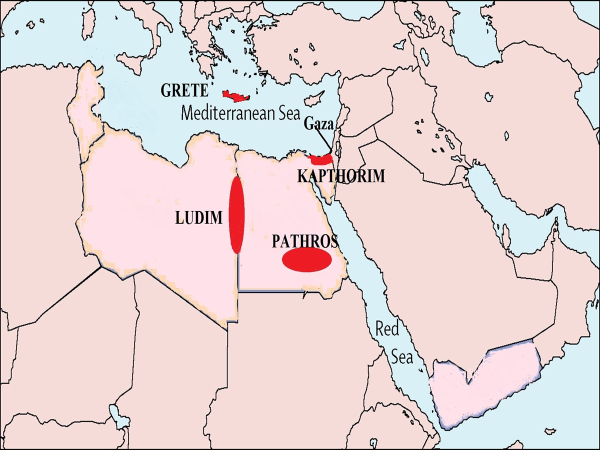 GRETE
Mediterranean Sea
Gaza
KAPTHORIM
LUDIM
PATHROS
Red
Sea